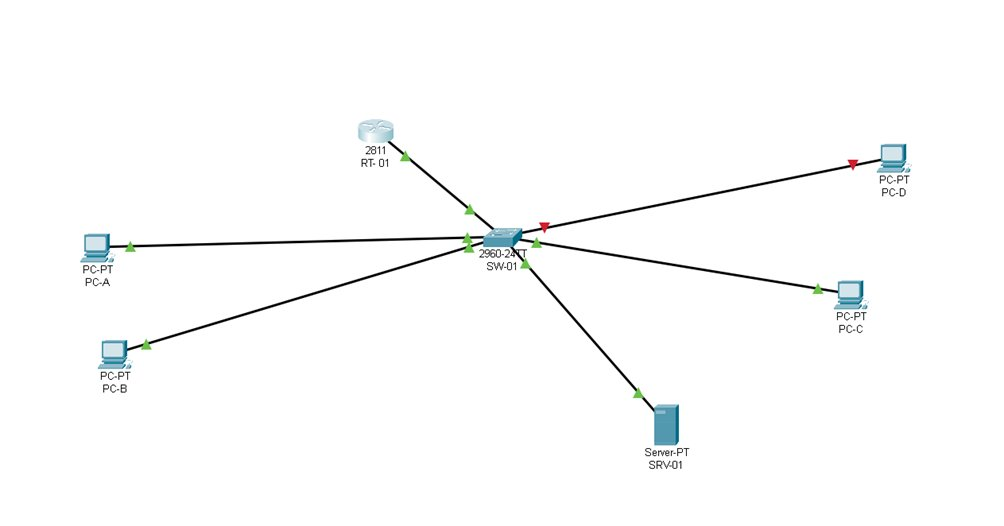 2811
RT- 01
PC-PT
PC-D
2960-24TT
SW-01
PC-PT
PC-A
PC-PT
PC-C
PC-PT
PC-B
Server-PT
SRV-01